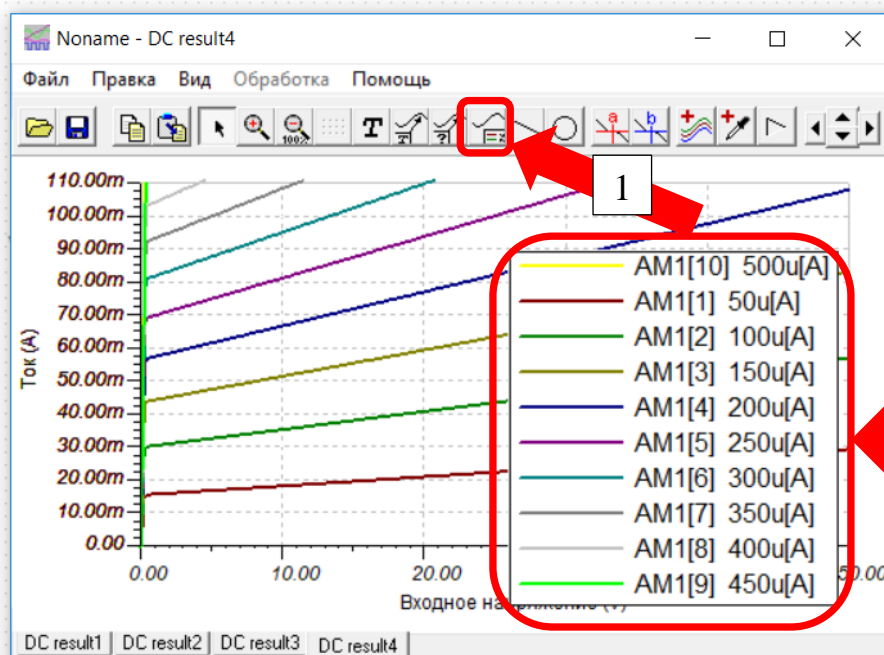 Noname - DC result4
Файл Правка Вид Обработка Помощь
100% T T ? a b
1
110.00m
100.00m
90.00m
80.00m
70.00m
60.00m
50.00m
40.00m
30.00m
20.00m
10.00m
0.00
Ток (A)
AM1[10] 500u[A]
AM1[1] 50u[A]
AM1[2] 100u[A]
AM1[3] 150u[A]
AM1[4] 200u[A]
AM1[5] 250u[A]
AM1[6] 300u[A]
AM1[7] 350u[A]
AM1[8] 400u[A]
AM1[9] 450u[A]
0.00 10.00 20.00
Входное
DC result1 DC result2 DC result3 DC result4